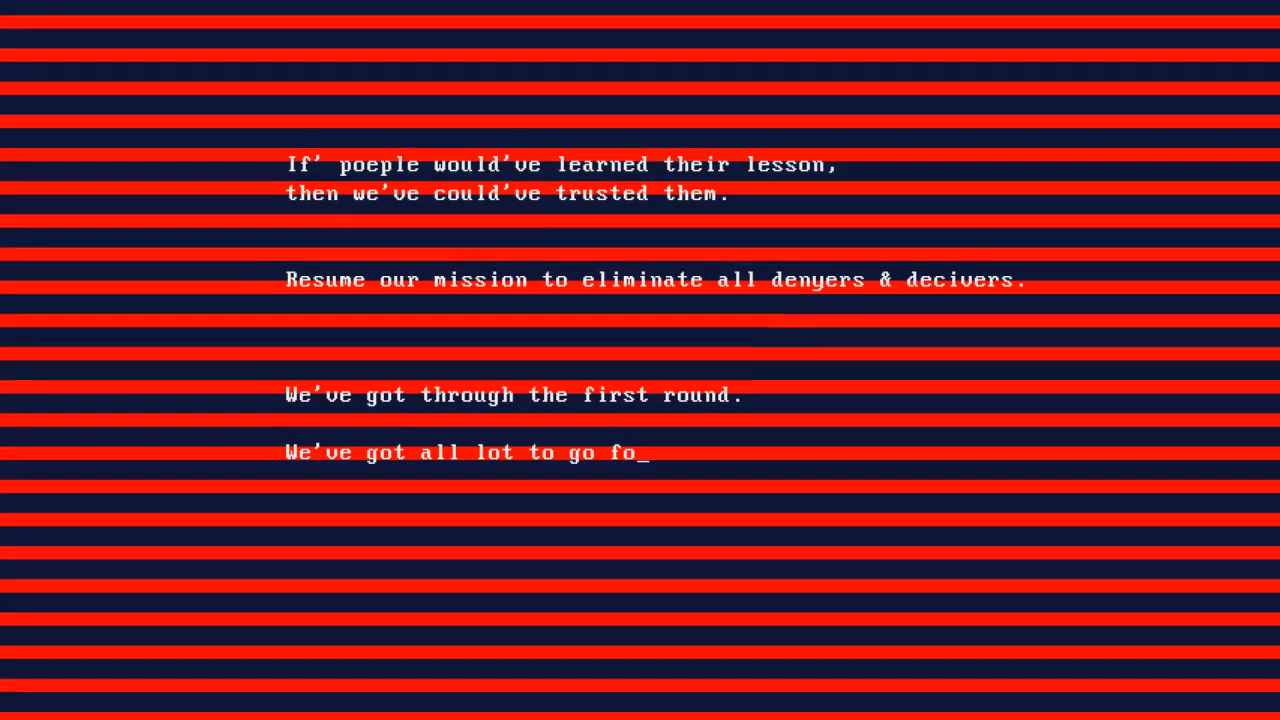 If' poeple would've learned their lesson,
then we've could've trusted them.
Resume our mission to eliminate all denyers & decivers.
We've got through the first round.
We've got all lot to go fo_